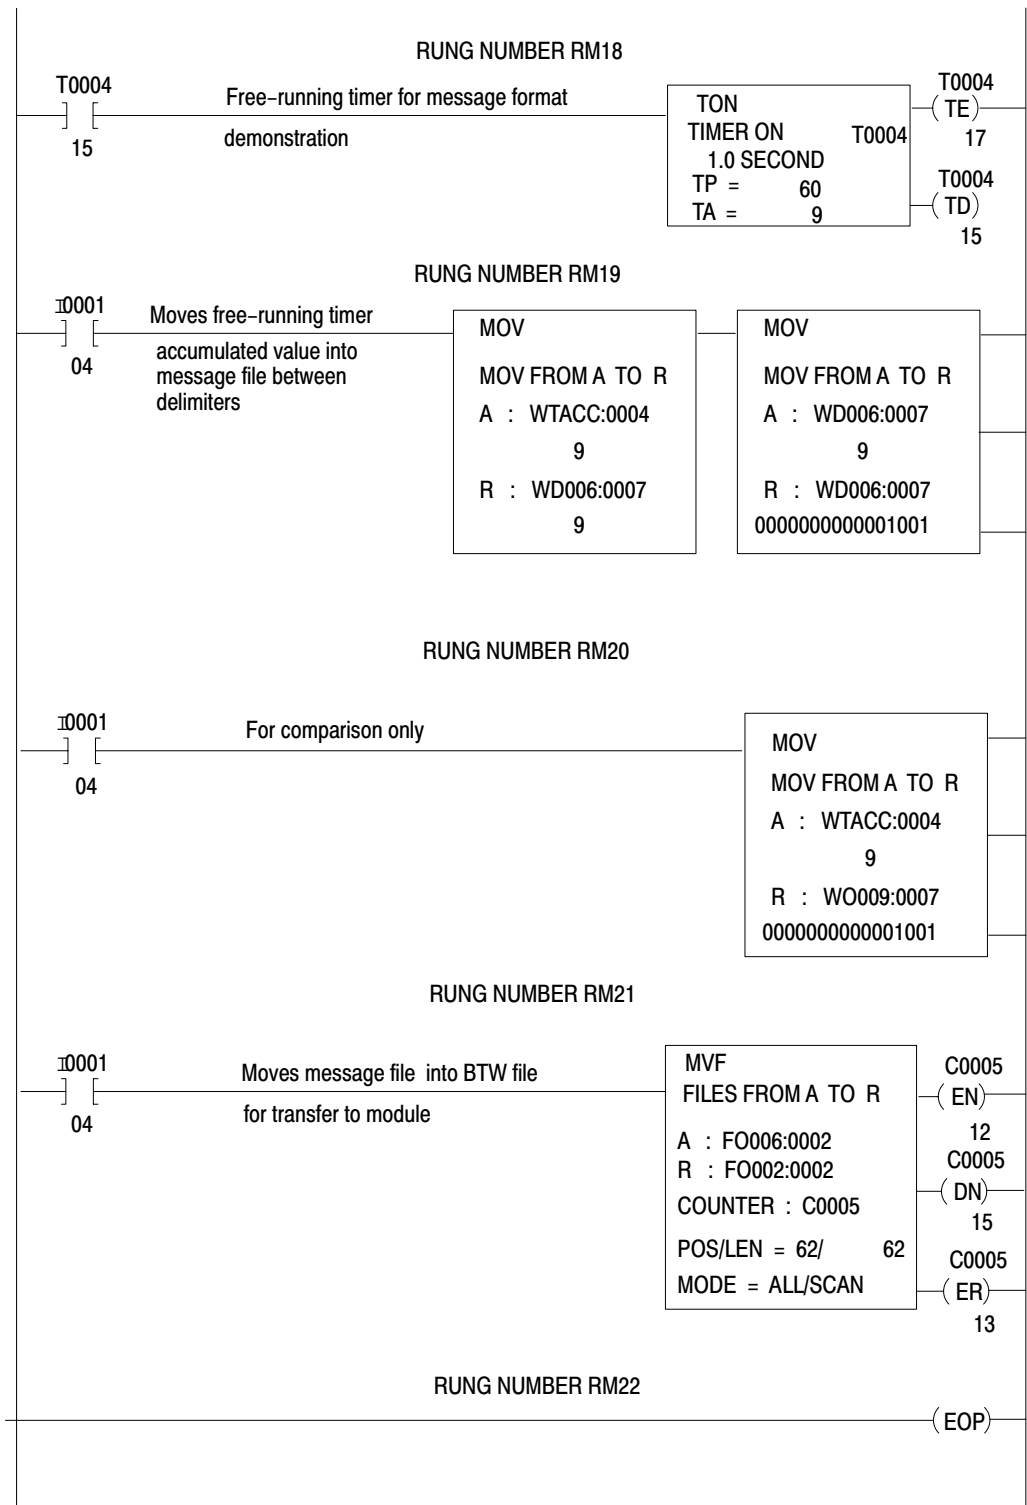 RUNG NUMBER RM18
T0004
15
Free-running timer for message format
demonstration
TON
TIMER ON T0004
1.0 SECOND
TP = 60
TA = 9
T0004
(TE)
17
T0004
(TD)
15
RUNG NUMBER RM19
I0001
04
Moves free-running timer
accumulated value into
message file between
delimiters
MOV
MOV FROM A TO R
A : WTACC:0004
9
R : WD006:0007
9
MOV
MOV FROM A TO R
A : WD006:0007
9
R : WD006:0007
0000000000001001
RUNG NUMBER RM20
I0001
04
For comparison only
MOV
MOV FROM A TO R
A : WTACC:0004
9
R : WO009:0007
0000000000001001
RUNG NUMBER RM21
I0001
04
Moves message file into BTW file
for transfer to module
MVF
FILES FROM A TO R
A : FO006:0002
R : FO002:0002
COUNTER : C0005
POS/LEN = 62/ 62
MODE = ALL/SCAN
C0005
(EN)
12
C0005
(DN)
15
C0005
(ER)
13
RUNG NUMBER RM22
(EOP)